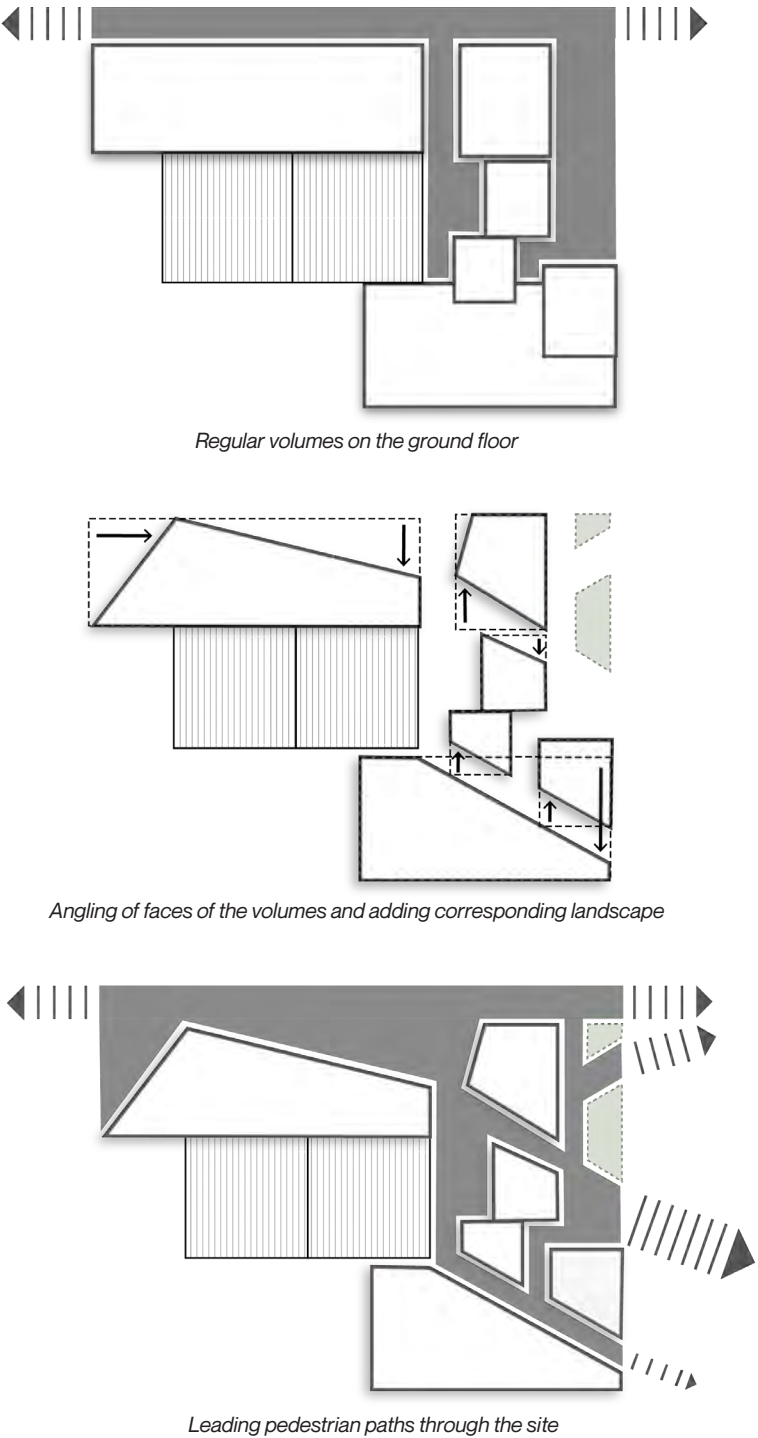 Regular volumes on the ground floor
Angling of faces of the volumes and adding corresponding landscape
Leading pedestrian paths through the site